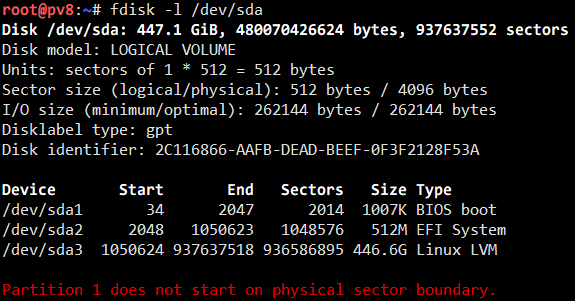 root@pv8:~# fdisk -l /dev/sda
Disk /dev/sda: 447.1 GiB, 480070426624 bytes, 937637552 sectors
Disk model: LOGICAL VOLUME
Units: sectors of 1 * 512 = 512 bytes
Sector size (logical/physical): 512 bytes / 4096 bytes
I/O size (minimum/optimal): 262144 bytes / 262144 bytes
Disklabel type: gpt
Disk identifier: 2C116866-AAFB-DEAD-BEEF-0F3F2128F53A
Device Start End Sectors Size Type
/dev/sda1 34 2047 2014 1007K BIOS boot
/dev/sda2 2048 1050623 1048576 512M EFI System
/dev/sda3 1050624 937637518 936586895 446.6G Linux LVM
Partition 1 does not start on physical sector boundary.